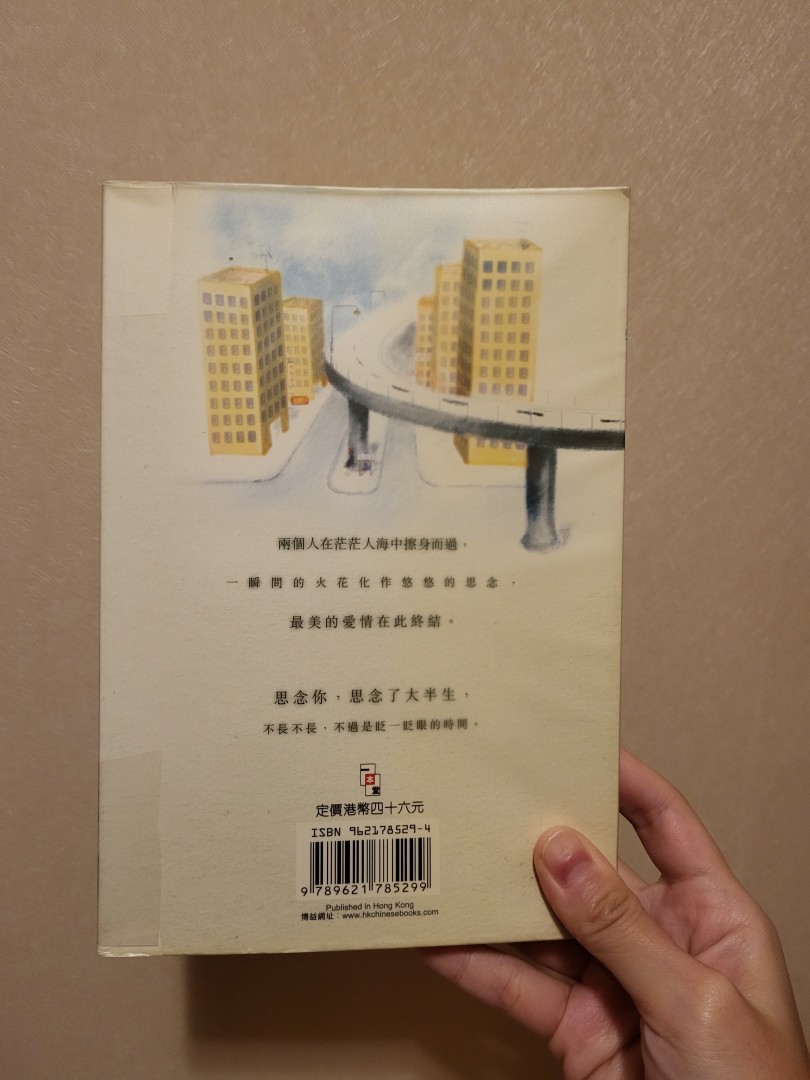 兩個人在茫茫人海中擦身而過，
一瞬間的火花化作悠悠的思念，
最美的愛情在此終結。
思念你，思念了大半生，
不長不長，不過是眨一眨眼的時間。
一本堂
定價港幣四十六元
ISBN 962178529-4
9 789621 785299
Published in Hong Kong
博益網址：www.hkchinesebooks.com